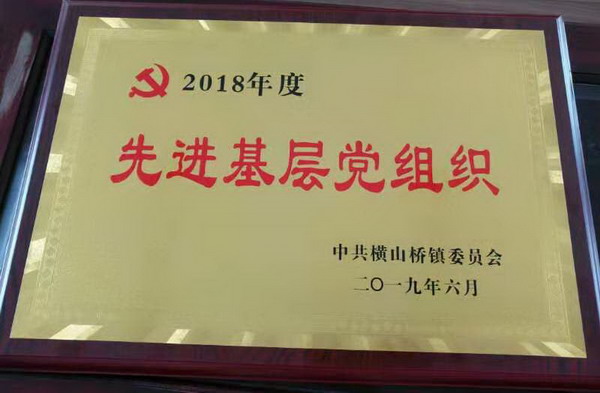 2018年度
先进基层党组织
中共横山桥镇委员会
二〇一九年六月